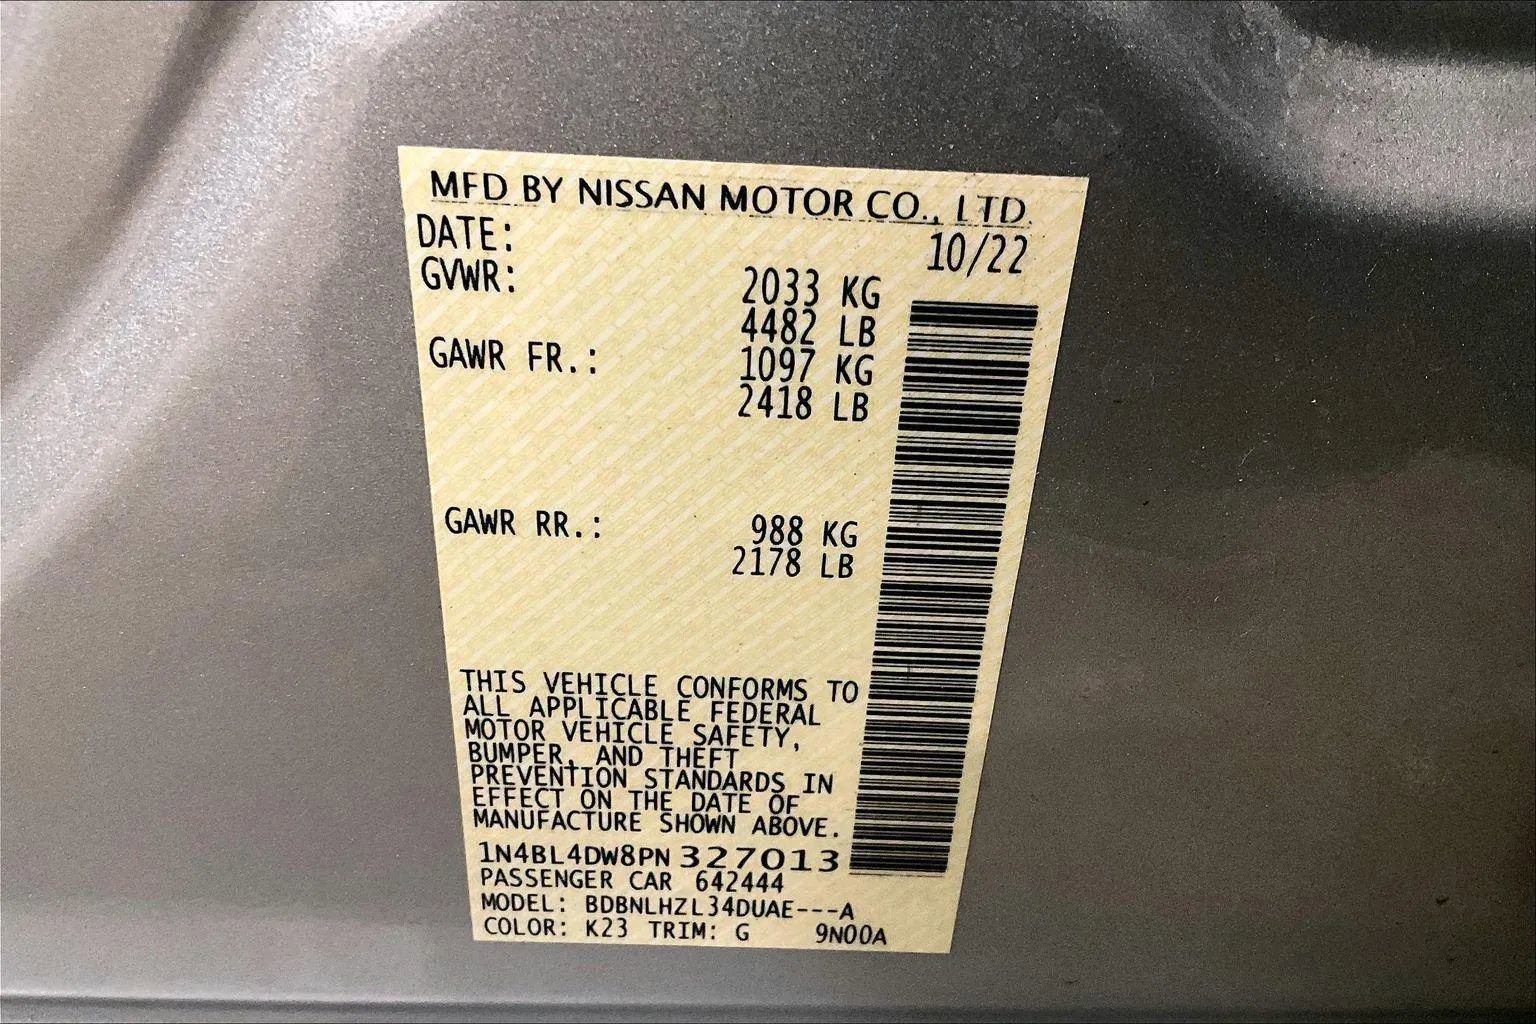 MFD BY NISSAN MOTOR CO., LTD.
DATE: 10/22
GVWR: 2033 KG
4482 LB
GAWR FR.: 1097 KG
2418 LB
GAWR RR.: 988 KG
2178 LB
THIS VEHICLE CONFORMS TO
ALL APPLICABLE FEDERAL
MOTOR VEHICLE SAFETY,
BUMPER, AND THEFT
PREVENTION STANDARDS IN
EFFECT ON THE DATE OF
MANUFACTURE SHOWN ABOVE.
1N4BL4DW8PN327013
PASSENGER CAR 642444
MODEL: BDBNLHZL34DUAE---A
COLOR: K23 TRIM: G 9N00A